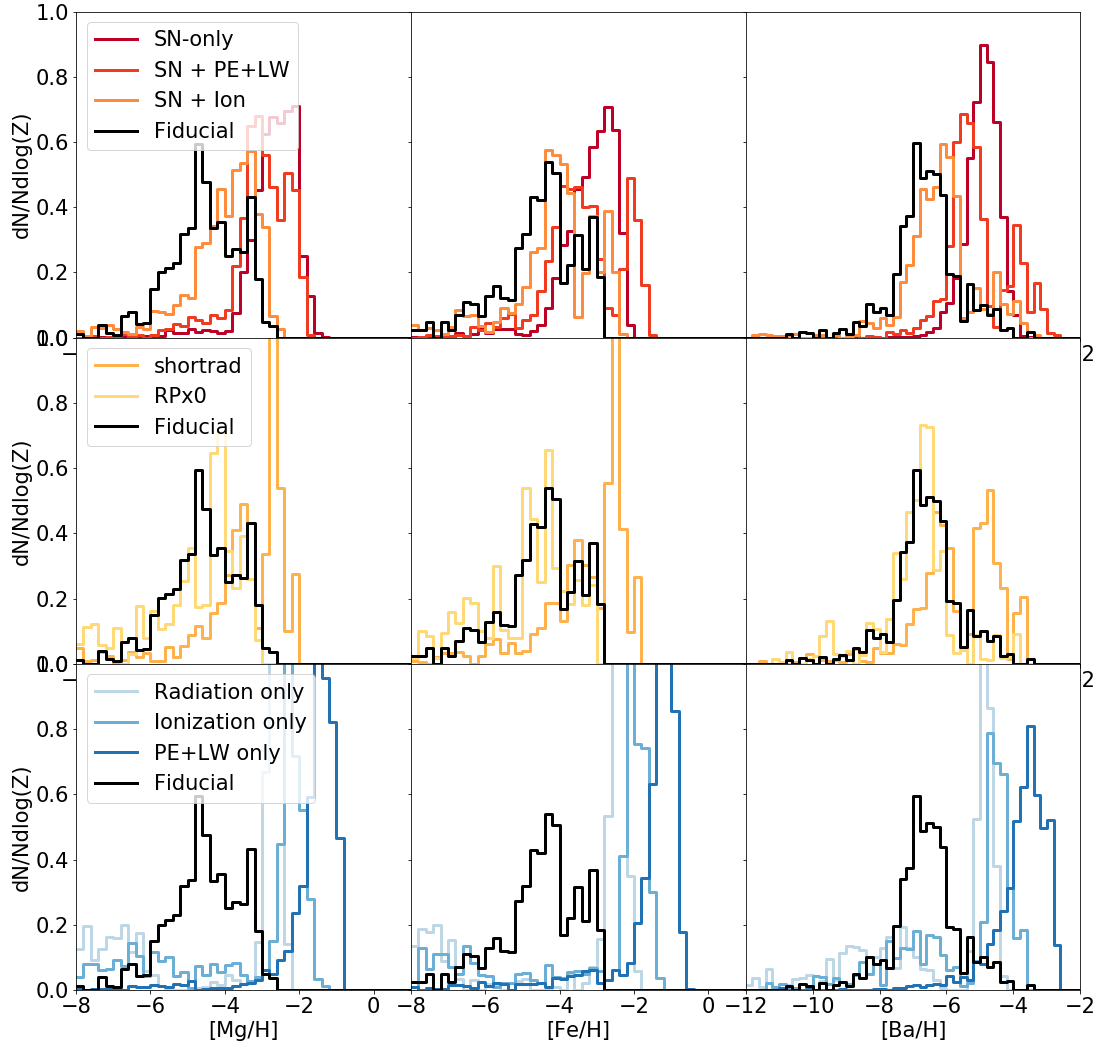 1.0
0.8
0.6
0.4
0.2
0.0
dN/Ndlog(Z)
SN-only
SN + PE+LW
SN + Ion
Fiducial
2
0.8
0.6
0.4
0.2
0.0
dN/Ndlog(Z)
shortrad
RPx0
Fiducial
2
0.8
0.6
0.4
0.2
0.0
dN/Ndlog(Z)
Radiation only
Ionization only
PE+LW only
Fiducial
−8 −6 −4 −2 0 −8 −6 −4 −2 0 −12 −10 −8 −6 −4 −2
[Mg/H] [Fe/H] [Ba/H]